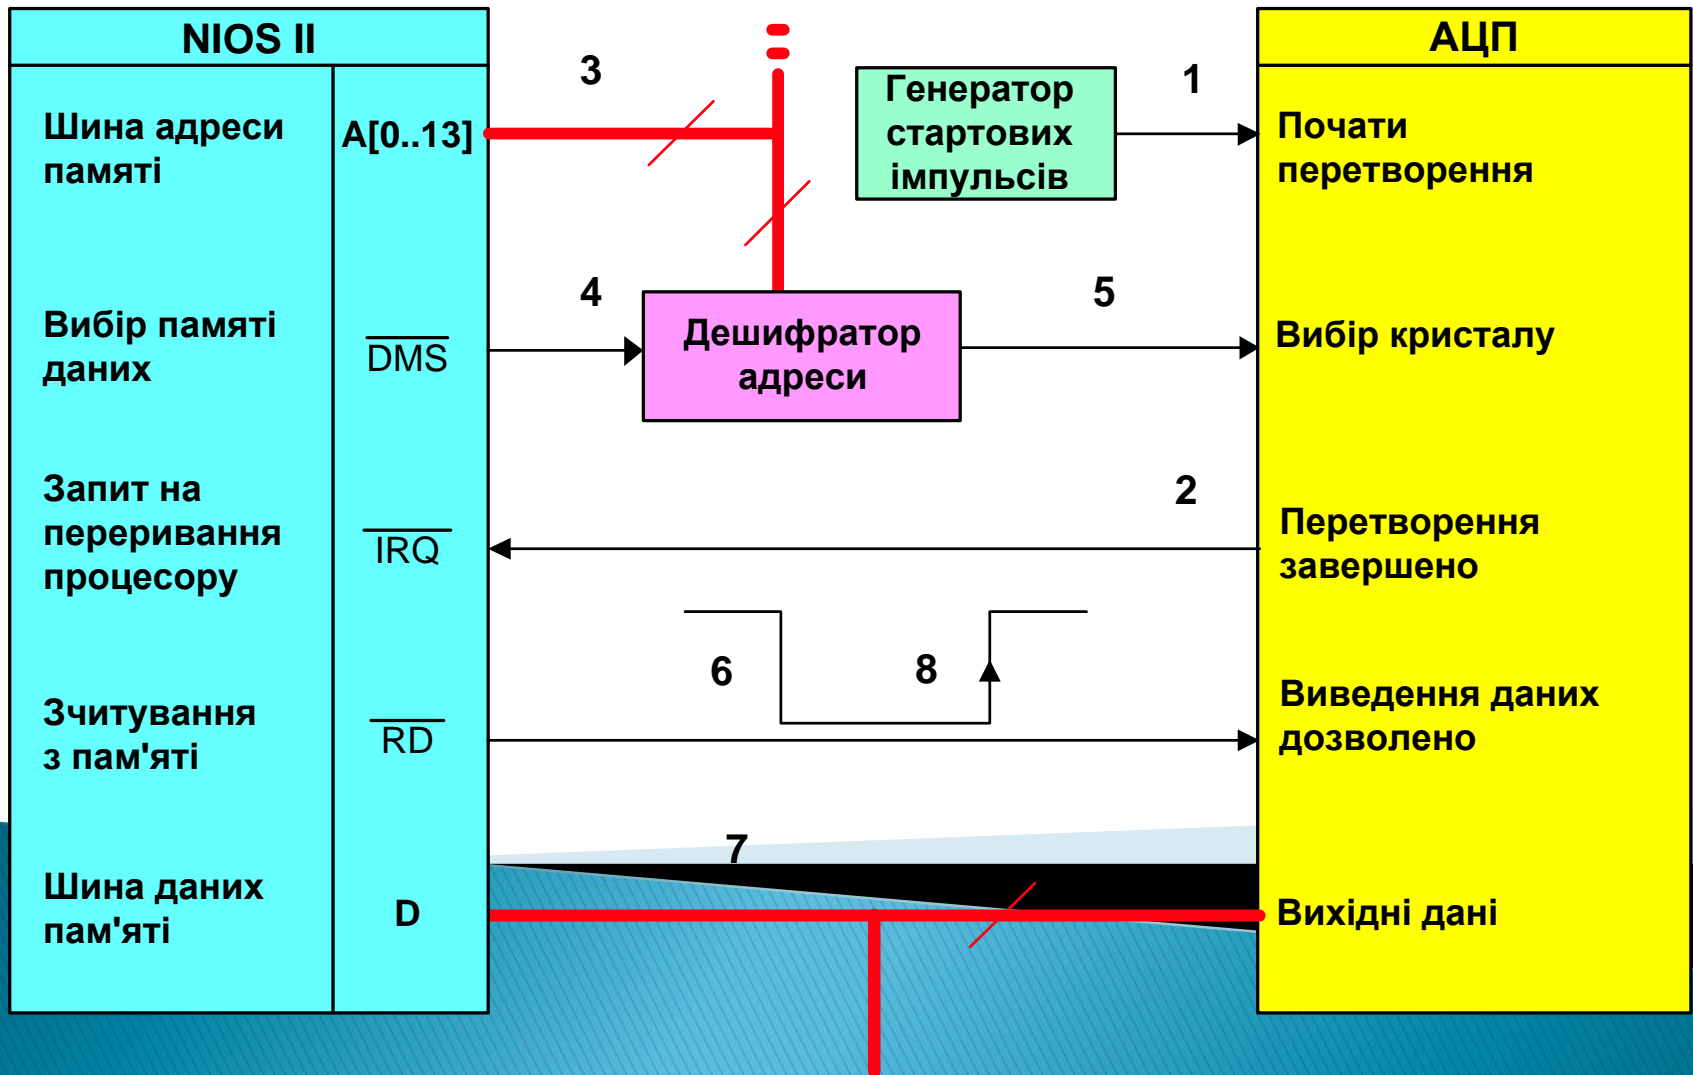 NIOS II
Шина адреси
памяті
A[0..13]
Вибір памяті
даних
DMS
Запит на
переривання
процесору
IRQ
Зчитування
з пам'яті
RD
Шина даних
пам'яті
D
3
Генератор
стартових
імпульсів
1
4
Дешифратор
адреси
5
2
6
8
7
АЦП
Почати
перетворення
Вибір кристалу
Перетворення
завершено
Виведення даних
дозволено
Вихідні дані